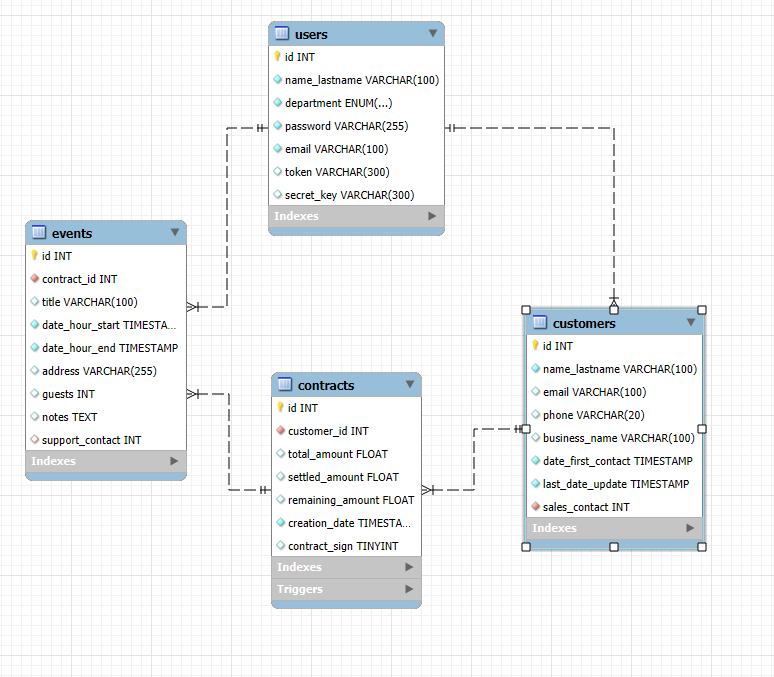 users
id INT
name_lastname VARCHAR(100)
department ENUM(...)
password VARCHAR(255)
email VARCHAR(100)
token VARCHAR(300)
secret_key VARCHAR(300)
Indexes
events
id INT
contract_id INT
title VARCHAR(100)
date_hour_start TIMESTA...
date_hour_end TIMESTAMP
address VARCHAR(255)
guests INT
notes TEXT
support_contact INT
Indexes
contracts
id INT
customer_id INT
total_amount FLOAT
settled_amount FLOAT
remaining_amount FLOAT
creation_date TIMESTA...
contract_sign TINYINT
Indexes
Triggers
customers
id INT
name_lastname VARCHAR(100)
email VARCHAR(100)
phone VARCHAR(20)
business_name VARCHAR(100)
date_first_contact TIMESTAMP
last_date_update TIMESTAMP
sales_contact INT
Indexes